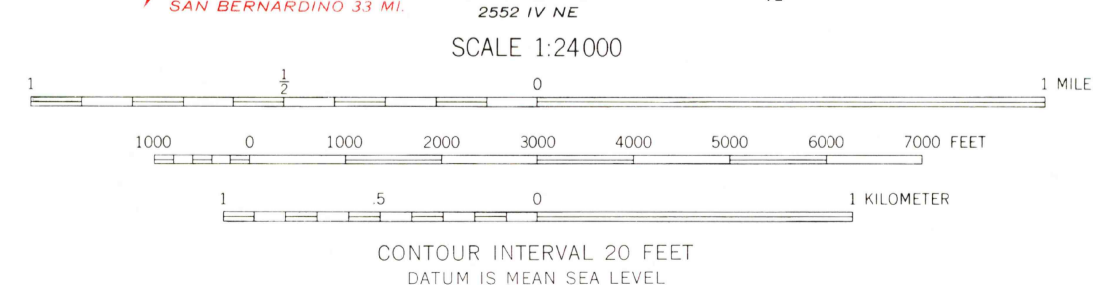 SAN BERNARDINO 33 MI.
2552 IV NE
SCALE 1:24000
1 1/2 0 1 MILE
1000 0 1000 2000 3000 4000 5000 6000 7000 FEET
1 .5 0 1 KILOMETER
CONTOUR INTERVAL 20 FEET
DATUM IS MEAN SEA LEVEL